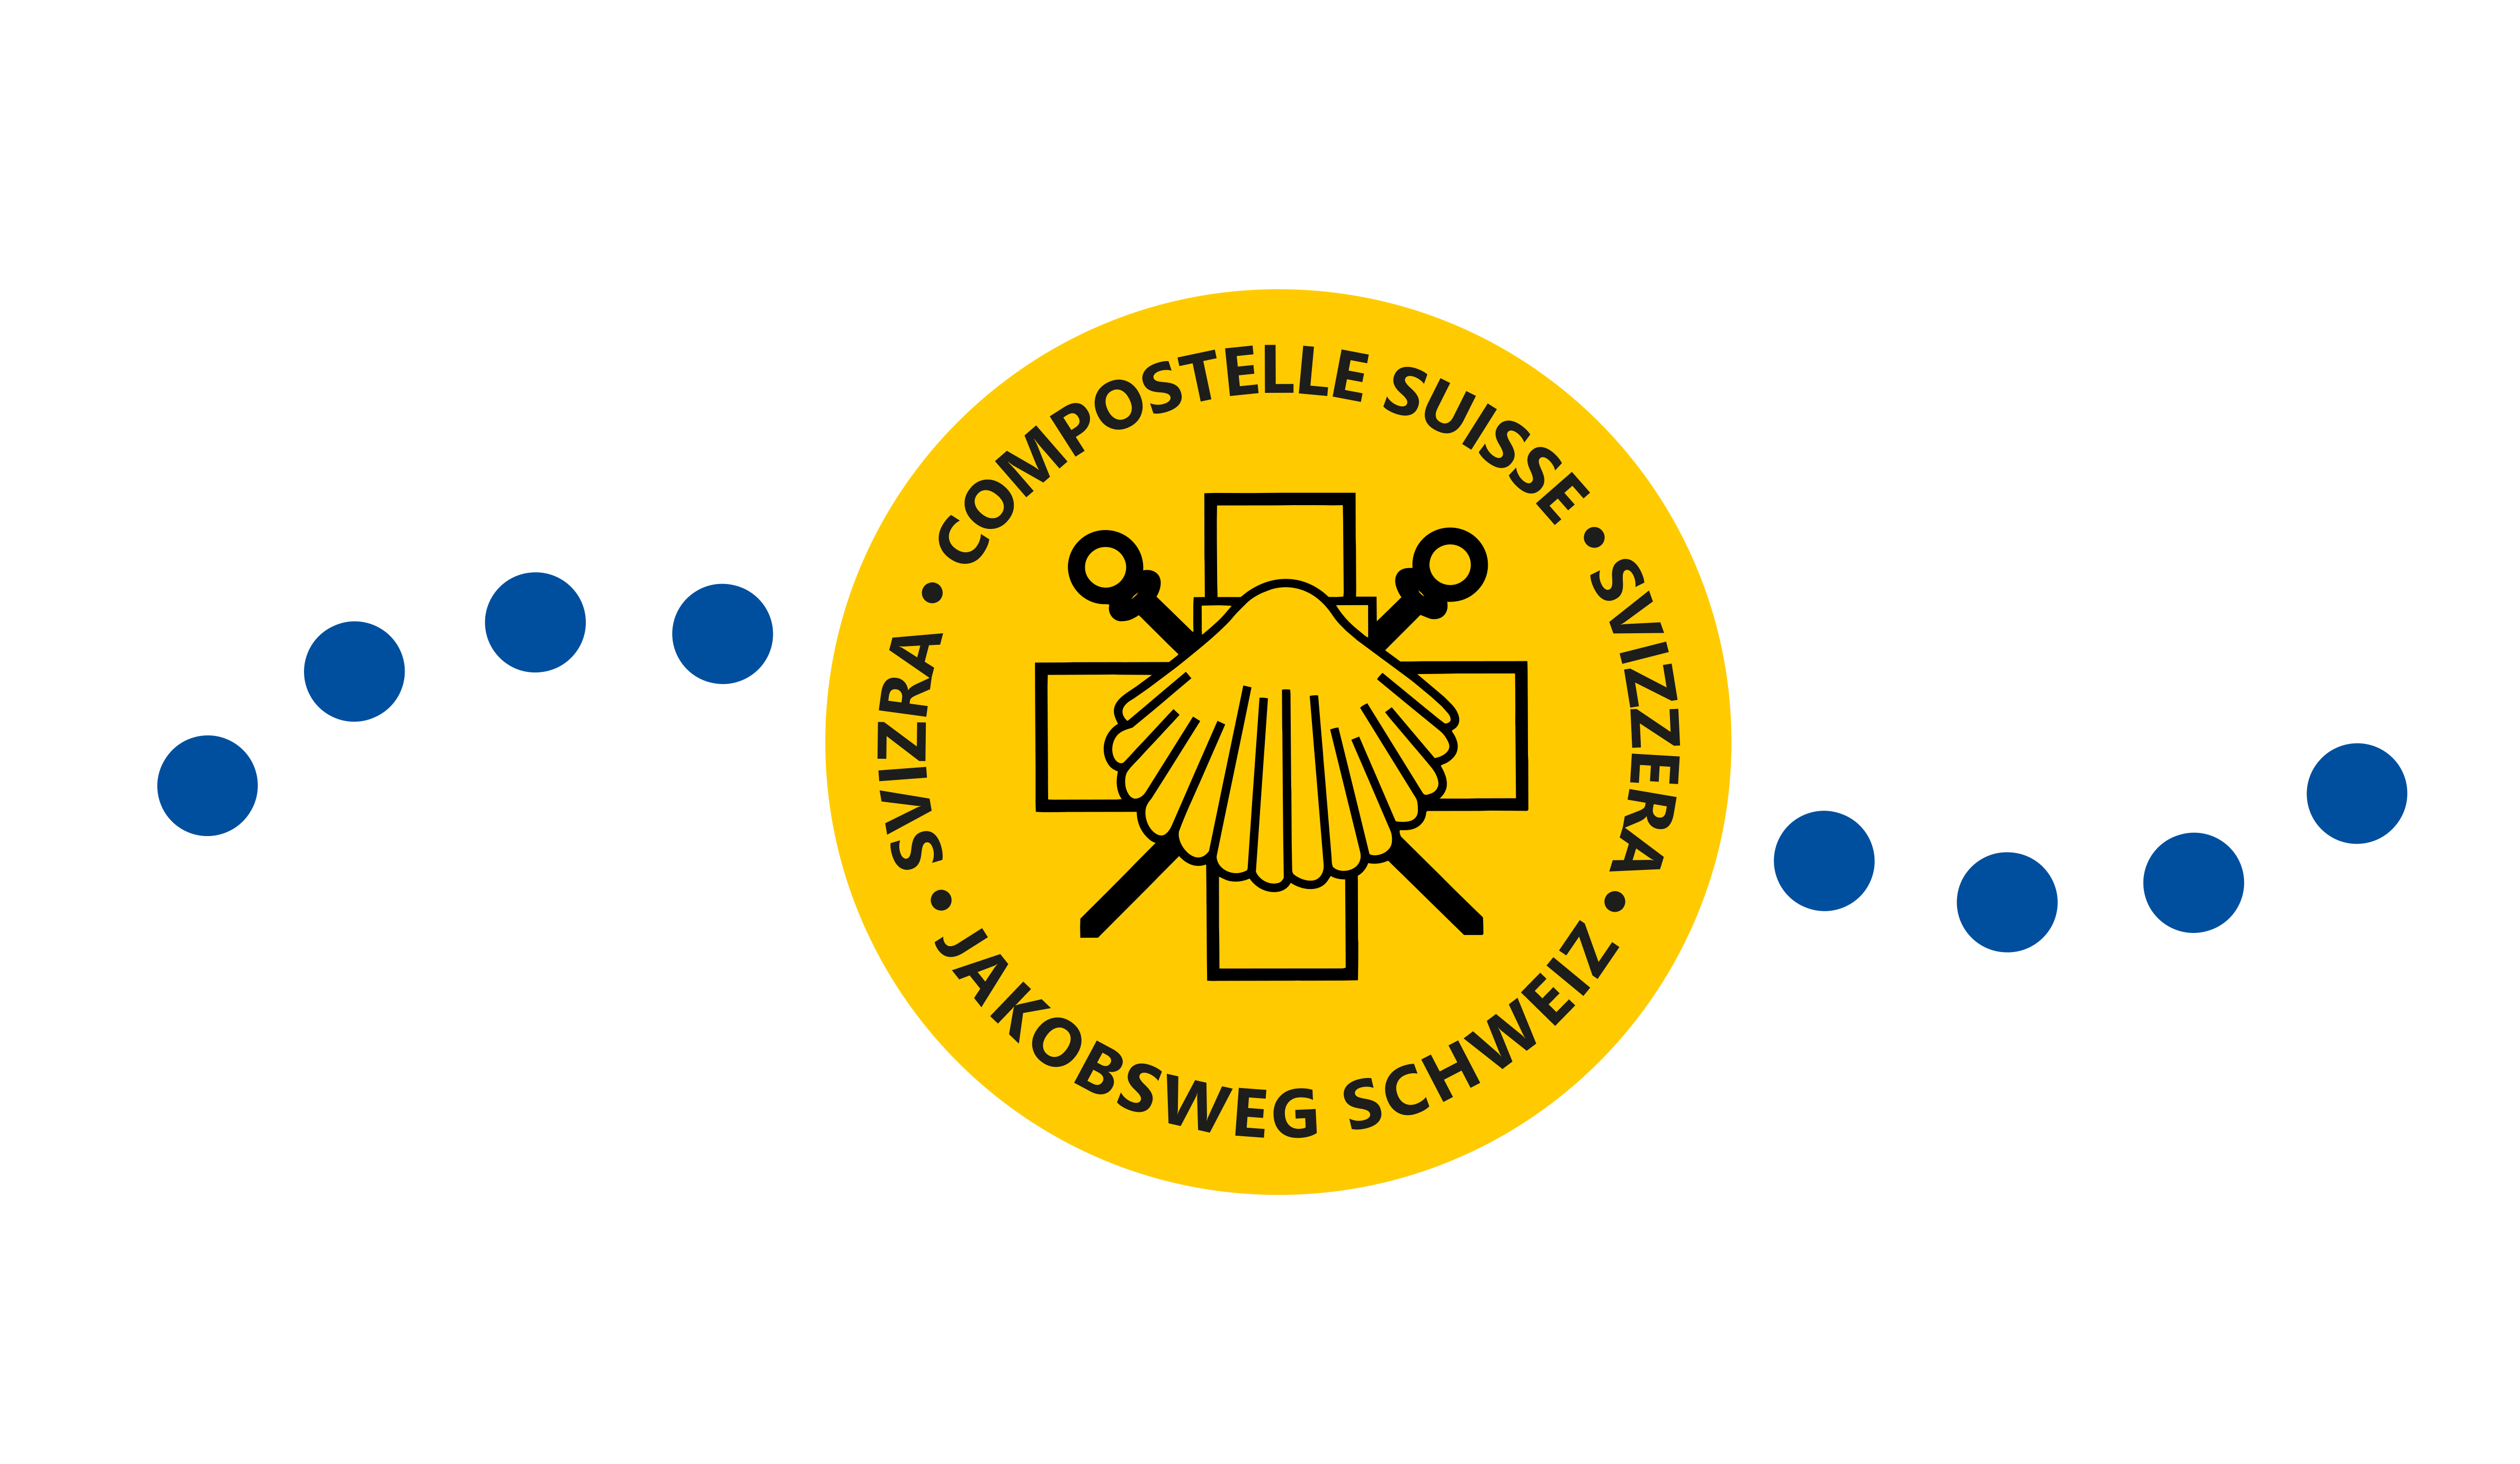 • COMPOSTELLE SUISSE • SVIZZERA •
JAKOBSWEG SCHWEIZ • SVIZRA